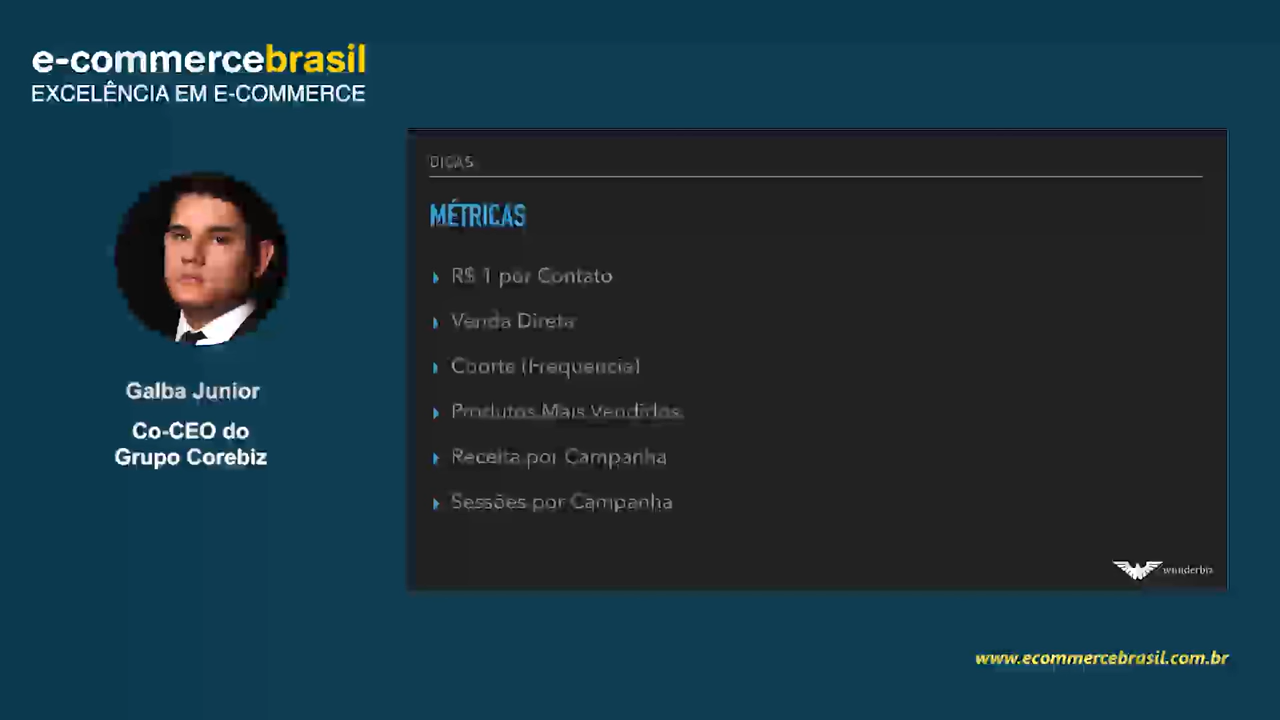 e-commercebrasil
EXCELÊNCIA EM E-COMMERCE
DICAS
MÉTRICAS
R$ 1 por Contato
Venda Direta
Coorte (Frequencia)
Produtos Mais Vendidos
Receita por Campanha
Sessões por Campanha
wunderbiz
Galba Junior
Co-CEO do
Grupo Corebiz
www.ecommercebrasil.com.br